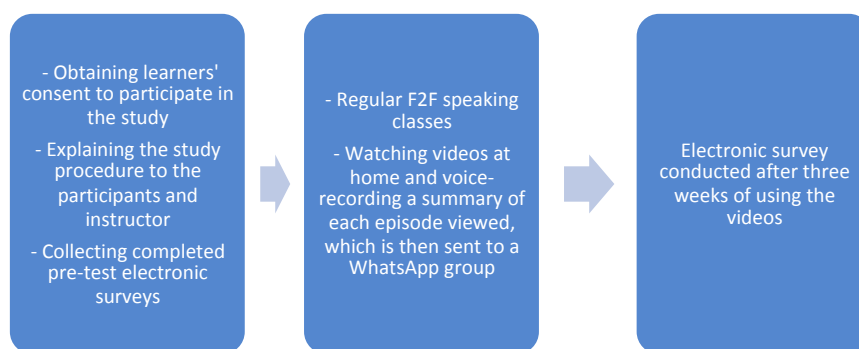 - Obtaining learners'
consent to participate in
the study
- Explaining the study
procedure to the
participants and
instructor
- Collecting completed
pre-test electronic
surveys
- Regular F2F speaking
classes
- Watching videos at
home and voice-
recording a summary of
each episode viewed,
which is then sent to a
WhatsApp group
Electronic survey
conducted after three
weeks of using the
videos